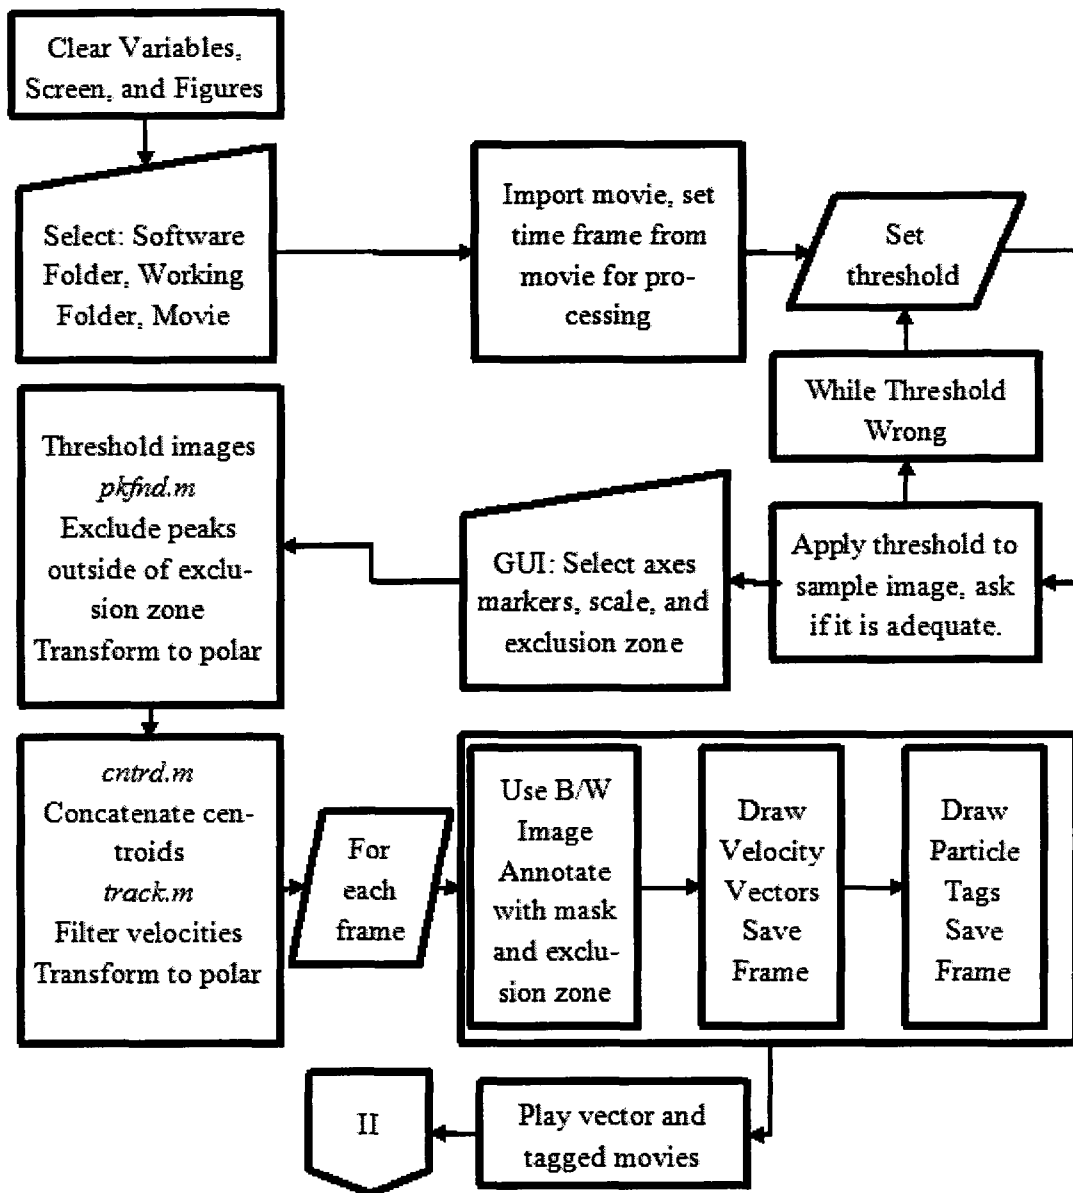 Clear Variables,
Screen, and Figures
Select: Software
Folder, Working
Folder, Movie
Import movie, set
time frame from
movie for pro-
cessing
Set
threshold
While Threshold
Wrong
Apply threshold to
sample image, ask
if it is adequate.
GUI: Select axes
markers, scale, and
exclusion zone
Threshold images
pkfnd.m
Exclude peaks
outside of exclu-
sion zone
Transform to polar
cntrd.m
Concatenate cen-
troids
track.m
Filter velocities
Transform to polar
For
each
frame
Use B/W
Image
Annotate
with mask
and exclu-
sion zone
Draw
Velocity
Vectors
Save
Frame
Draw
Particle
Tags
Save
Frame
Play vector and
tagged movies
II